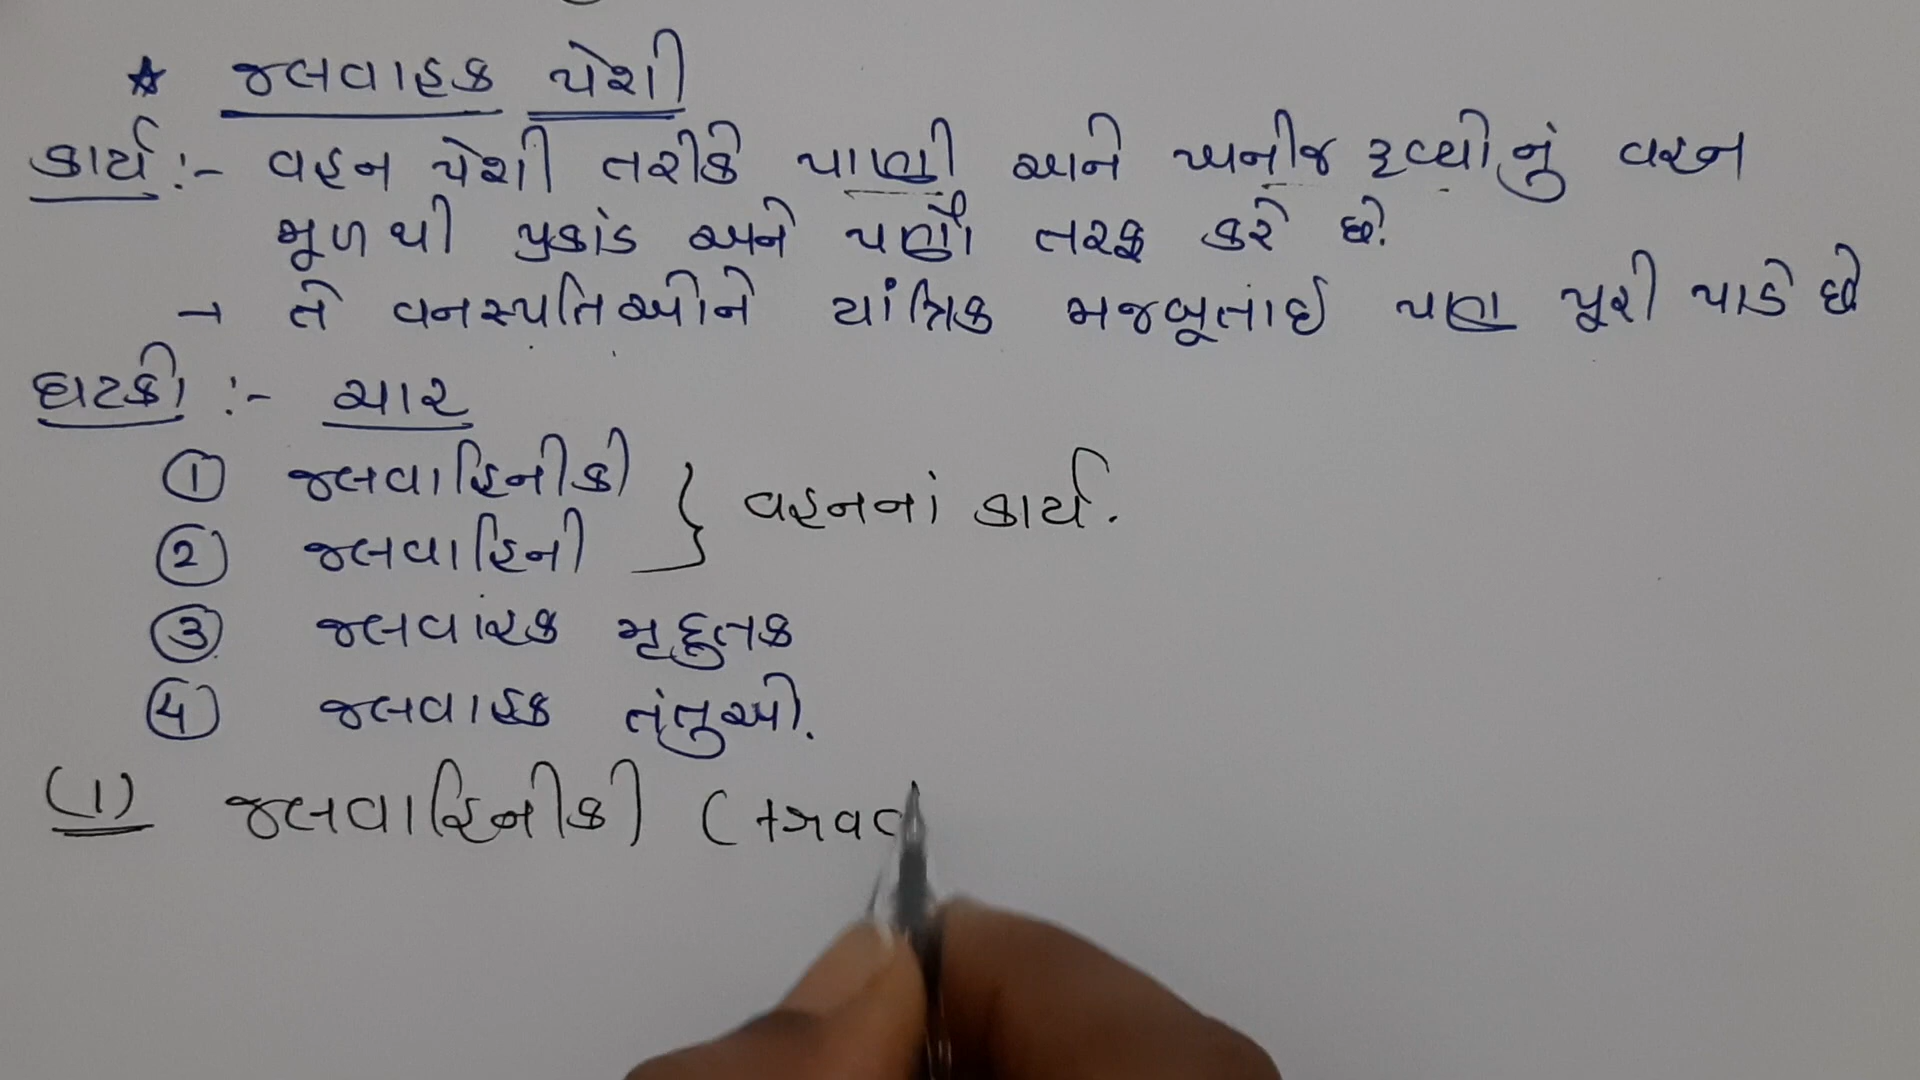 ☆ જલવાહક પેશી
કાર્ય :- વહન પેશી તરીકે પાણી અને ખનીજ દ્રવ્યોનું વહન
મૂળથી પ્રકાંડ અને પર્ણો તરફ કરે છે.
→ તે વનસ્પતિઓને યાંત્રિક મજબૂતાઈ પણ પૂરી પાડે છે
ઘટકો :- ચાર
① જલવાહિનીકી
② જલવાહિની } વહનનાં કાર્ય.
③ જલવાહક મૃદુતક
④ જલવાહક તંતુઓ.
(1) જલવાહિનીકી (